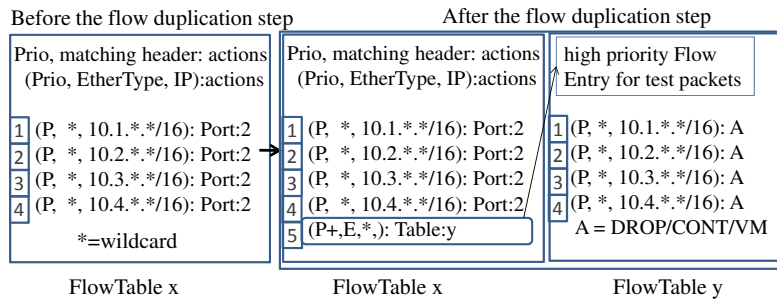 Before the flow duplication step
After the flow duplication step
Prio, matching header: actions
(Prio, EtherType, IP):actions
1 (P, *, 10.1.*.*/16): Port:2
2 (P, *, 10.2.*.*/16): Port:2
3 (P, *, 10.3.*.*/16): Port:2
4 (P, *, 10.4.*.*/16): Port:2
*=wildcard
FlowTable x
Prio, matching header: actions
(Prio, EtherType, IP):actions
1 (P, *, 10.1.*.*/16): Port:2
2 (P, *, 10.2.*.*/16): Port:2
3 (P, *, 10.3.*.*/16): Port:2
4 (P, *, 10.4.*.*/16): Port:2
5 (P+,E,*,): Table:y
FlowTable x
high priority Flow
Entry for test packets
1 (P, *, 10.1.*.*/16): A
2 (P, *, 10.2.*.*/16): A
3 (P, *, 10.3.*.*/16): A
4 (P, *, 10.4.*.*/16): A
A = DROP/CONT/VM
FlowTable y